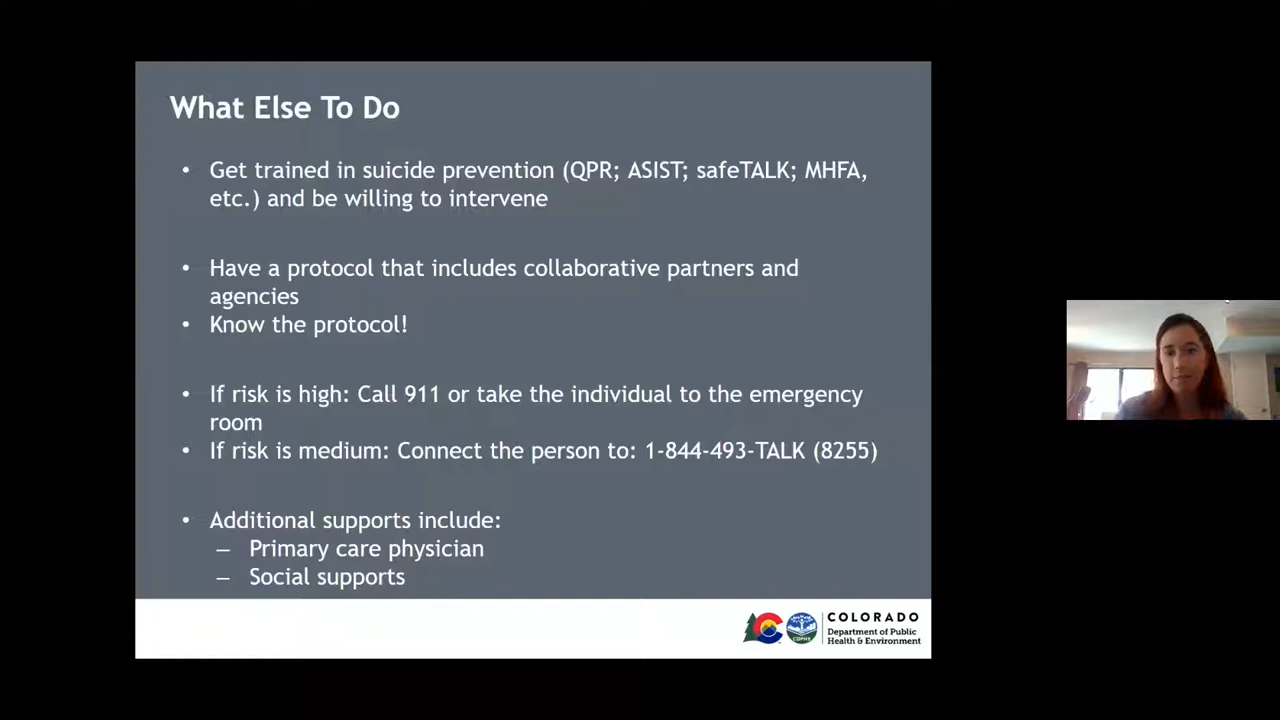 What Else To Do
• Get trained in suicide prevention (QPR; ASIST; safeTALK; MHFA,
etc.) and be willing to intervene
• Have a protocol that includes collaborative partners and
agencies
• Know the protocol!
• If risk is high: Call 911 or take the individual to the emergency
room
• If risk is medium: Connect the person to: 1-844-493-TALK (8255)
• Additional supports include:
– Primary care physician
– Social supports
CDPHE
COLORADO
Department of Public
Health & Environment